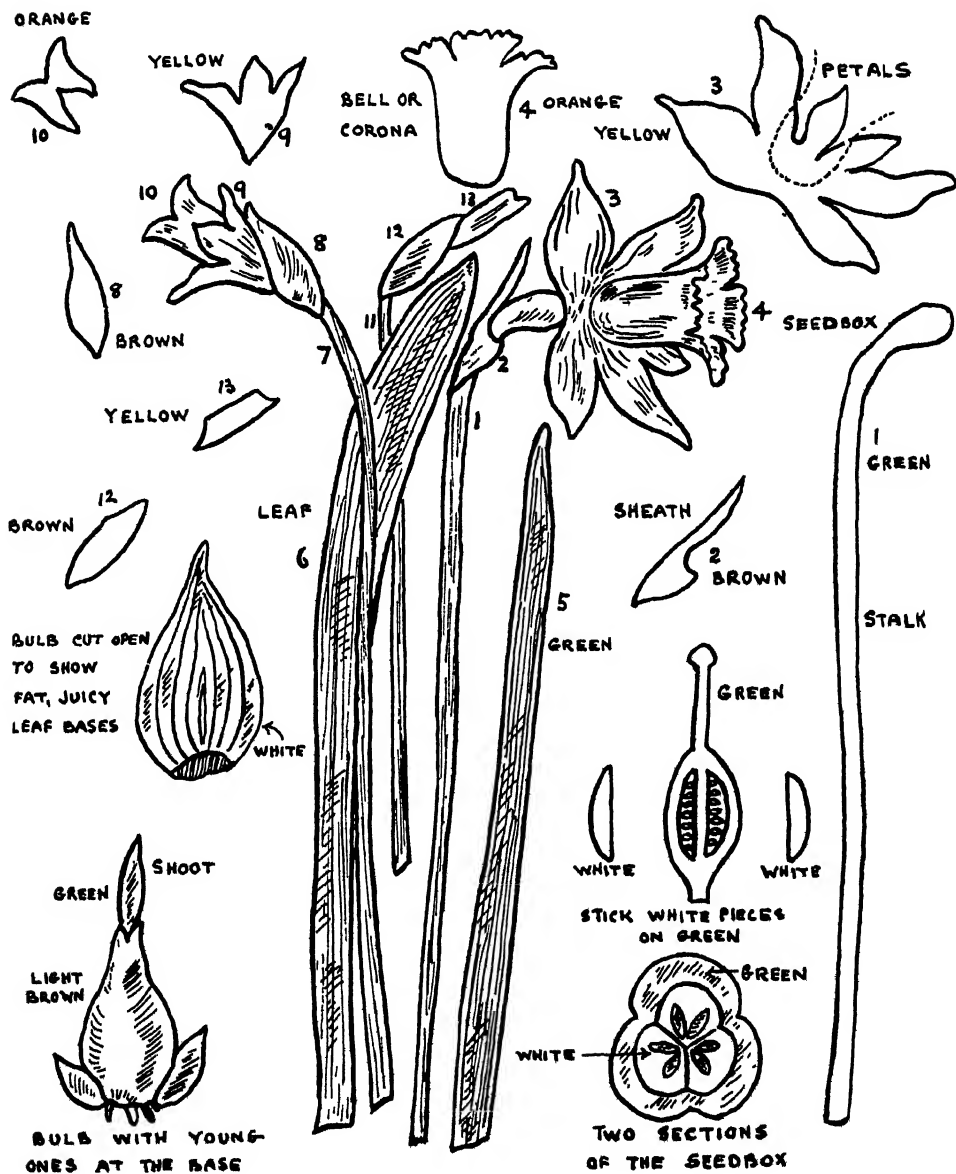 ORANGE
10
YELLOW
9
BELL OR
CORONA
4 ORANGE
3
PETALS
YELLOW
10
9
8
12
13
3
8
BROWN
7
11
2
1
4
SEEDBOX
13
YELLOW
1
GREEN
12
BROWN
LEAF
6
SHEATH
2
BROWN
5
GREEN
STALK
BULB CUT OPEN
TO SHOW
FAT, JUICY
LEAF BASES
WHITE
GREEN
WHITE
WHITE
STICK WHITE PIECES
ON GREEN
SHOOT
GREEN
LIGHT
BROWN
GREEN
WHITE
BULB WITH YOUNG
ONES AT THE BASE
TWO SECTIONS
OF THE SEEDBOX